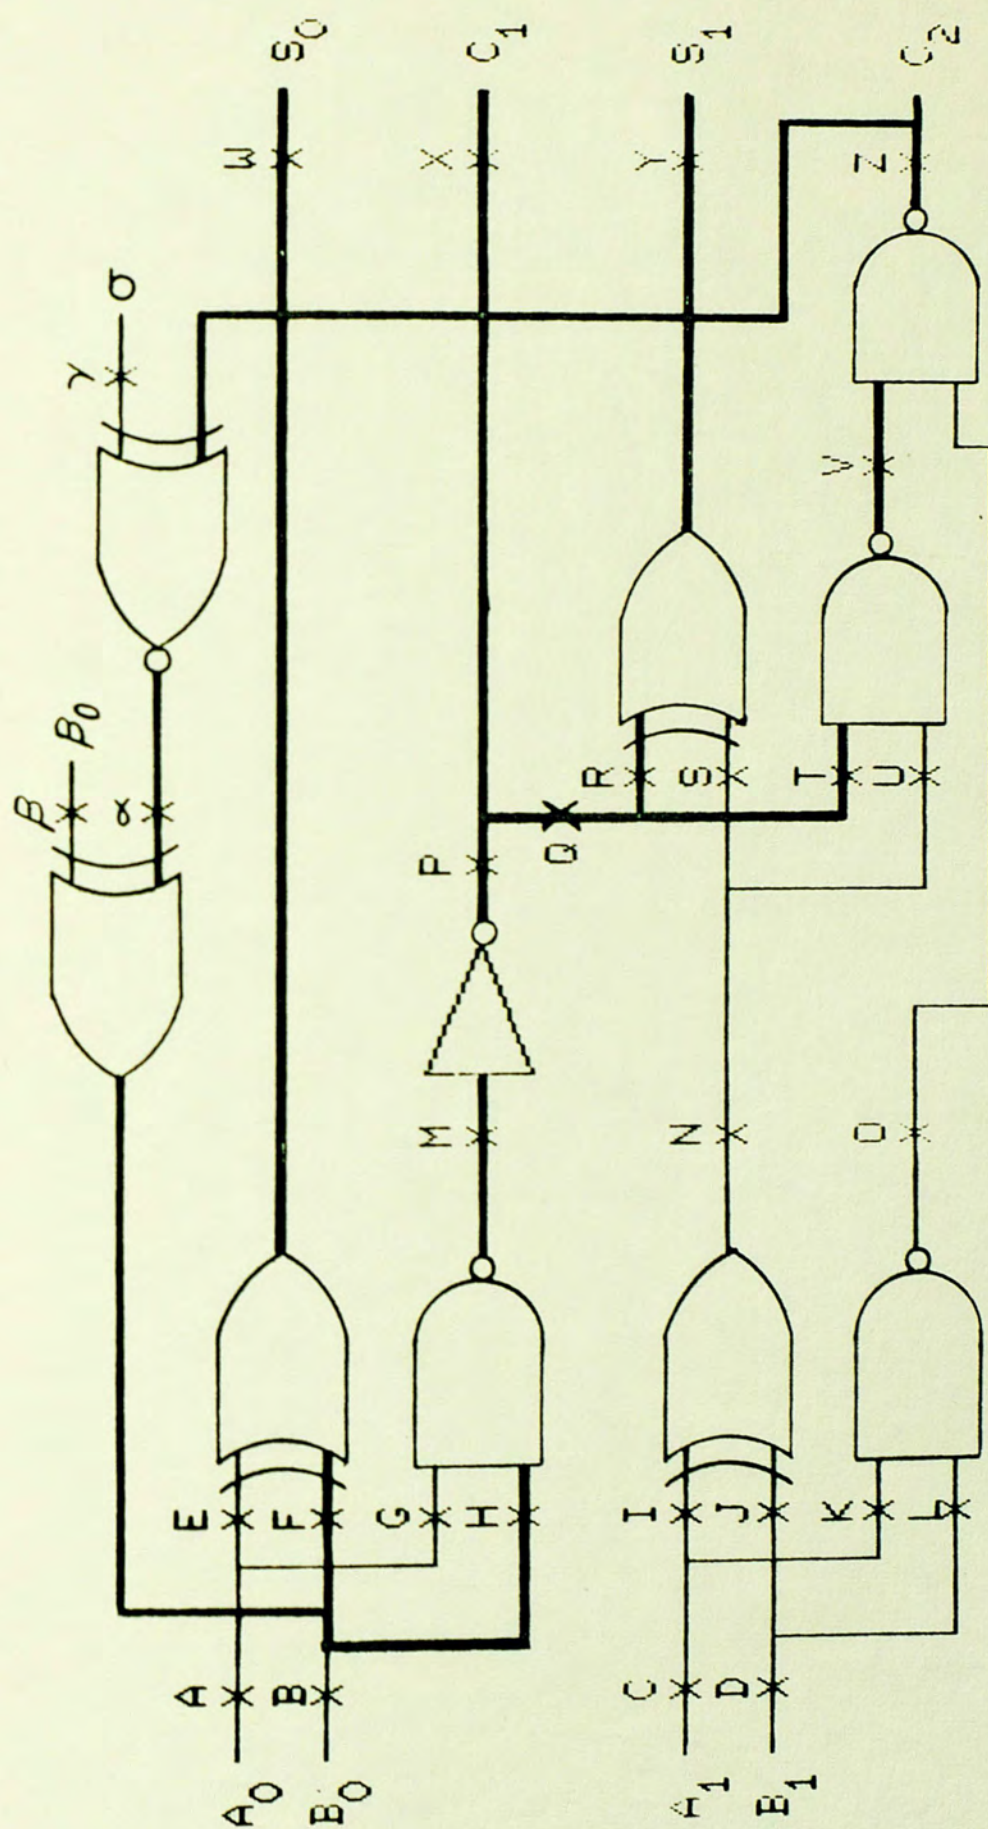 β
B₀
γ
α σ
A E W
A₀
B F S₀
B₀
G M P X
H C₁
Q
R
C I Y
A₁ N S S₁
D J
B₁
T
K V
O Z
U
L C₂